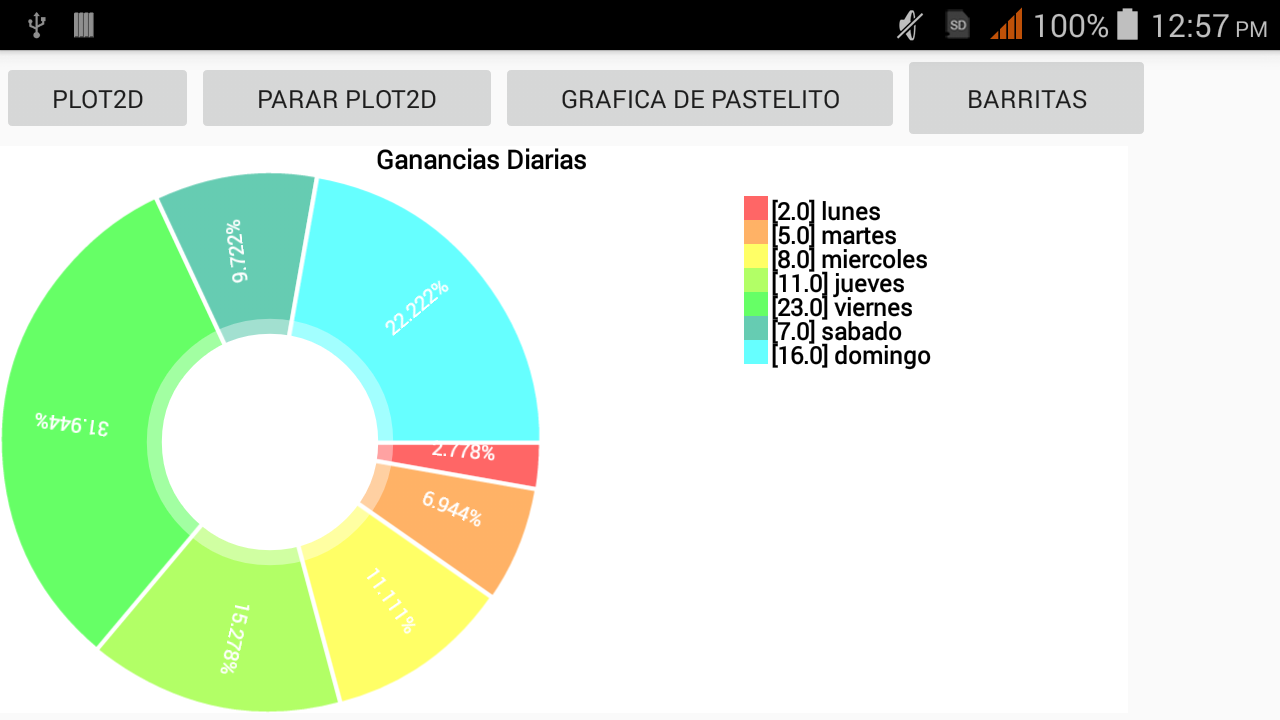 SD 100% 12:57 PM
PLOT2D PARAR PLOT2D GRAFICA DE PASTELITO BARRITAS
Ganancias Diarias
[2.0] lunes
[5.0] martes
[8.0] miercoles
[11.0] jueves
[23.0] viernes
[7.0] sabado
[16.0] domingo
9.722%
22.222%
31.944%
2.778%
6.944%
11.111%
15.278%